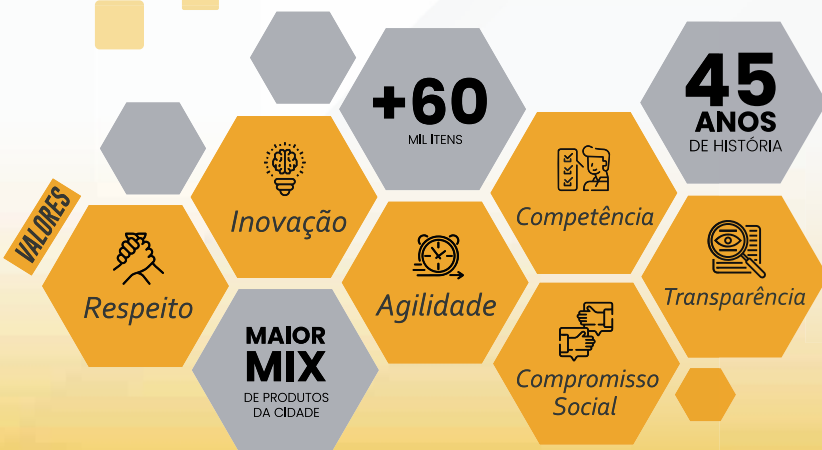 VALORES
Respeito
Inovação
MAIOR
MIX
DE PRODUTOS
DA CIDADE
+60
MIL ITENS
Agilidade
Competência
Compromisso
Social
45
ANOS
DE HISTÓRIA
Transparência